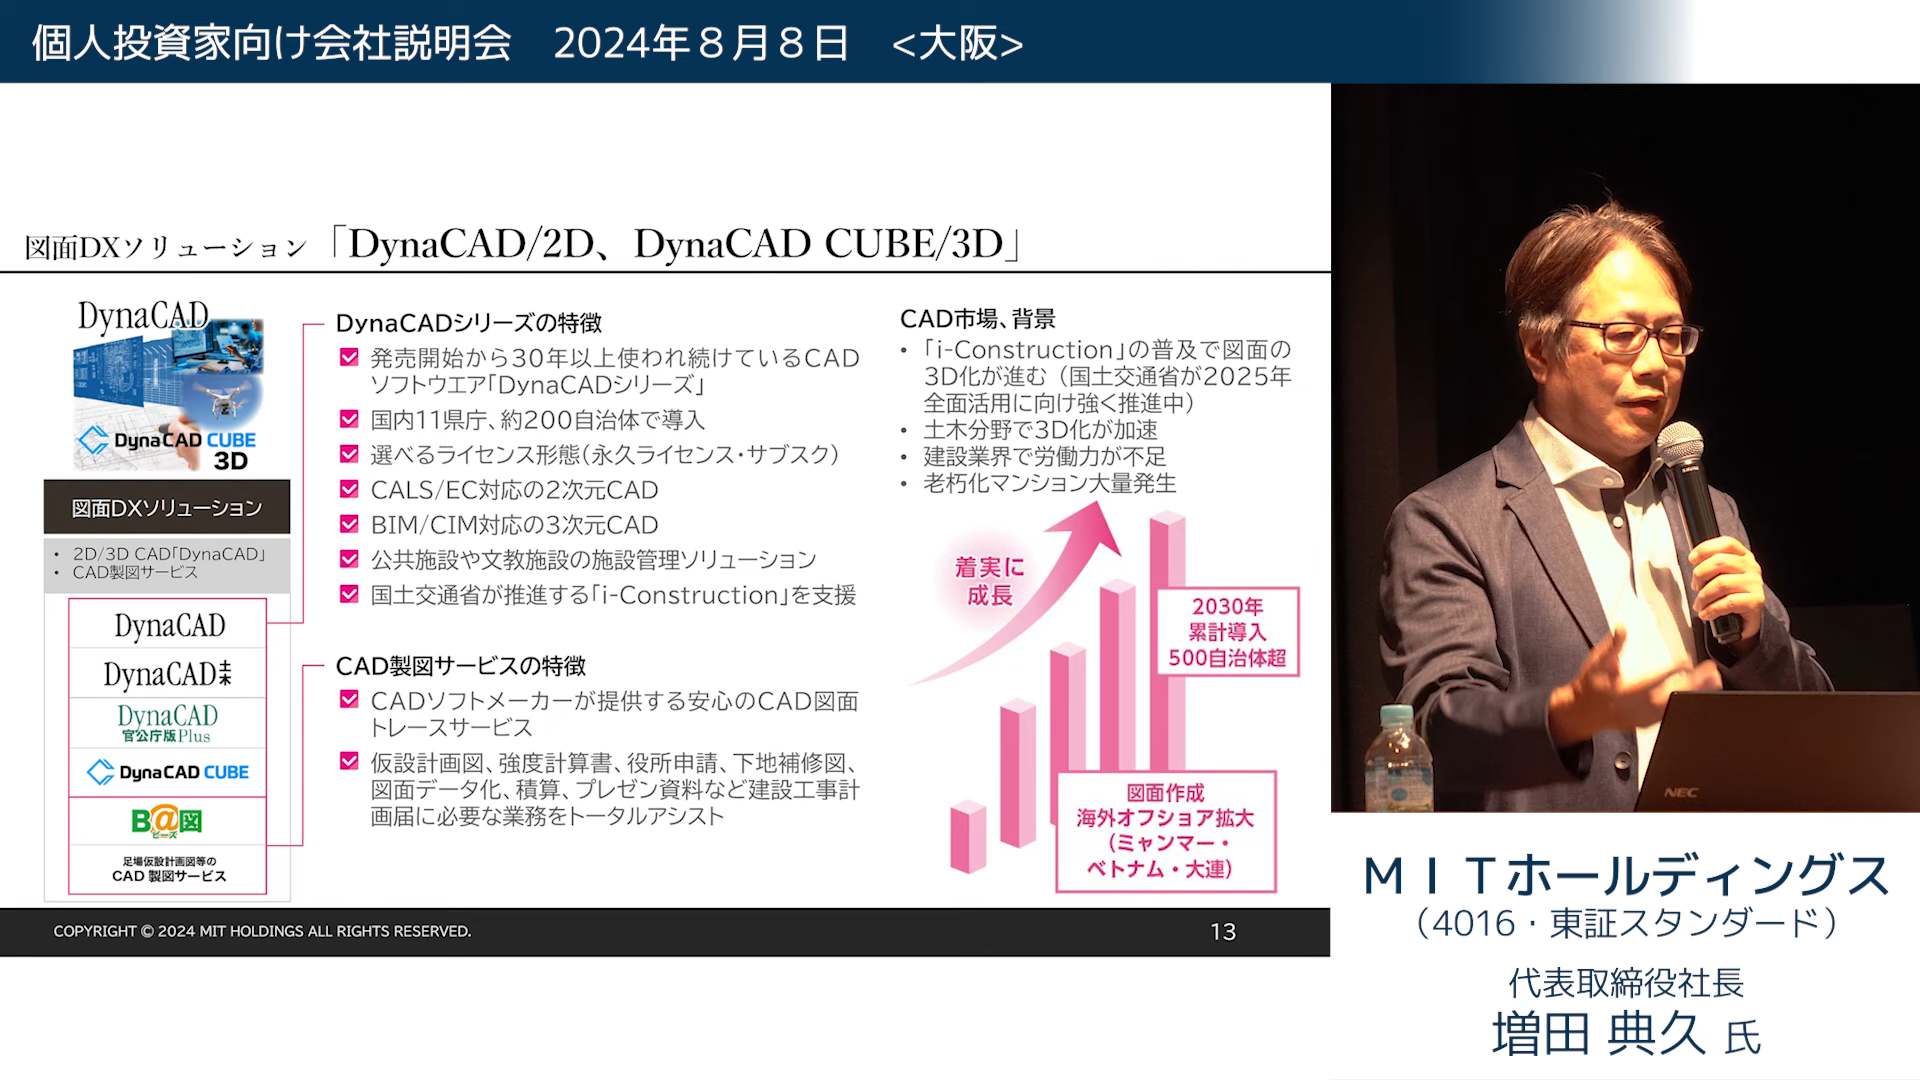 個人投資家向け会社説明会　2024年８月８日　<大阪>
図面DXソリューション「DynaCAD/2D、DynaCAD CUBE/3D」
DynaCAD
DynaCAD CUBE
3D
図面DXソリューション
• 2D/3D CAD「DynaCAD」
• CAD製図サービス
DynaCAD
DynaCAD土木
DynaCAD
官公庁版Plus
DynaCAD CUBE
B@図
ビーズ
足場仮設計画図等の
CAD 製図サービス
DynaCADシリーズの特徴
発売開始から30年以上使われ続けているCAD
ソフトウエア「DynaCADシリーズ」
国内11県庁、約200自治体で導入
選べるライセンス形態(永久ライセンス・サブスク)
CALS/EC対応の2次元CAD
BIM/CIM対応の3次元CAD
公共施設や文教施設の施設管理ソリューション
国土交通省が推進する「i-Construction」を支援
CAD製図サービスの特徴
CADソフトメーカーが提供する安心のCAD図面
トレースサービス
仮設計画図、強度計算書、役所申請、下地補修図、
図面データ化、積算、プレゼン資料など建設工事計
画届に必要な業務をトータルアシスト
CAD市場、背景
• 「i-Construction」の普及で図面の
3D化が進む（国土交通省が2025年
全面活用に向け強く推進中）
• 土木分野で3D化が加速
• 建設業界で労働力が不足
• 老朽化マンション大量発生
着実に
成長
2030年
累計導入
500自治体超
図面作成
海外オフショア拡大
（ミャンマー・
ベトナム・大連）
COPYRIGHT © 2024 MIT HOLDINGS ALL RIGHTS RESERVED.
13
NEC
ＭＩＴホールディングス
（4016・東証スタンダード）
代表取締役社長
増田 典久 氏